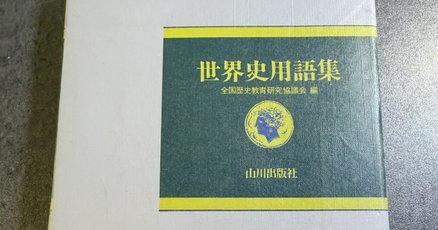 世界史用語集
全国歴史教育研究協議会 編
山川出版社